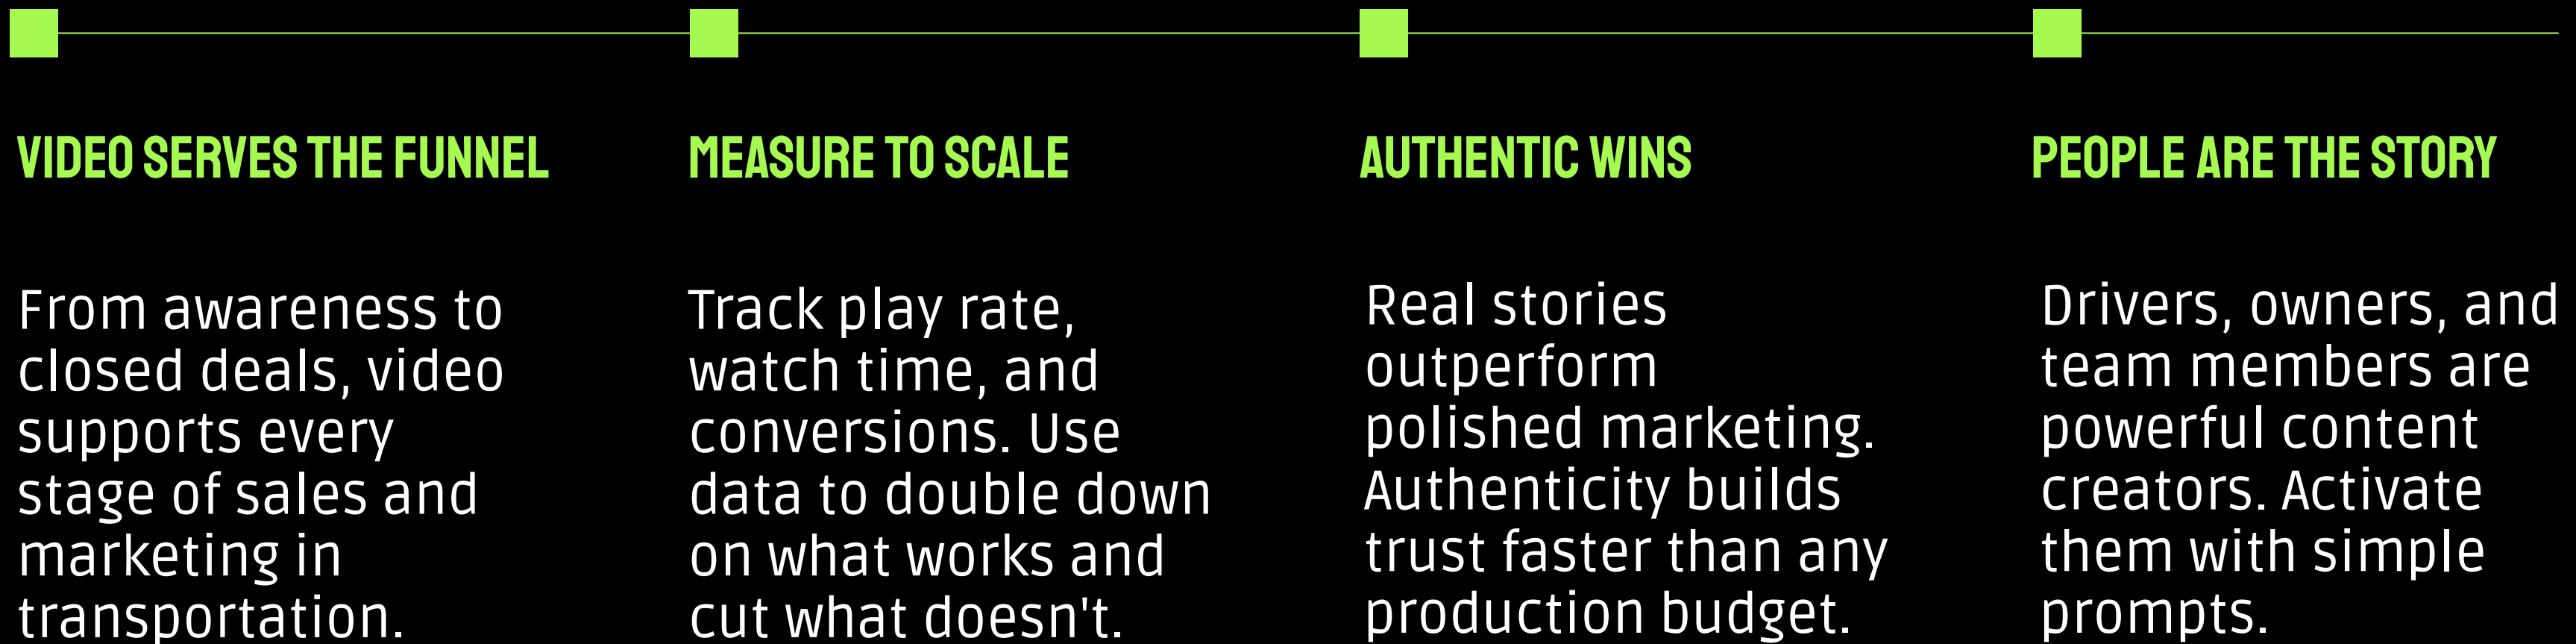 VIDEO SERVES THE FUNNEL
From awareness to
closed deals, video
supports every
stage of sales and
marketing in
transportation.
MEASURE TO SCALE
Track play rate,
watch time, and
conversions. Use
data to double down
on what works and
cut what doesn't.
AUTHENTIC WINS
Real stories
outperform
polished marketing.
Authenticity builds
trust faster than any
production budget.
PEOPLE ARE THE STORY
Drivers, owners, and
team members are
powerful content
creators. Activate
them with simple
prompts.